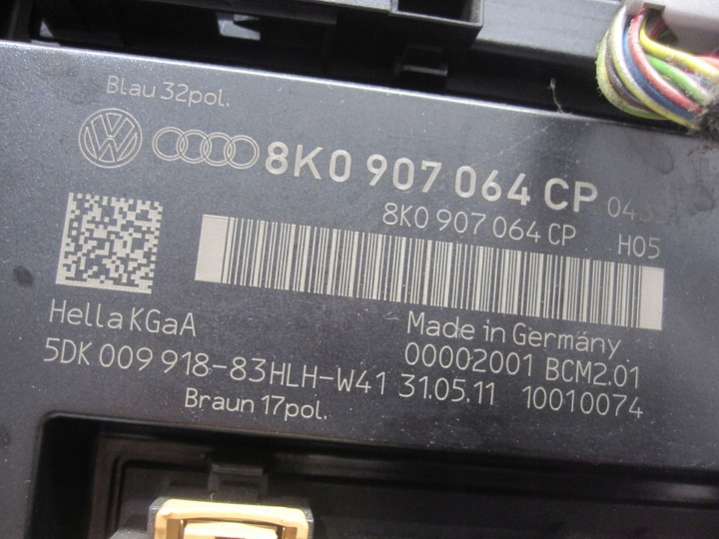 Blau 32pol.
8K0 907 064 CP
8K0 907 064 CP H05
Hella KGaA
Made in Germany
00002001 BCM2.01
5DK 009 918-83 HLH-W41 31.05.11 10010074
Braun 17pol.